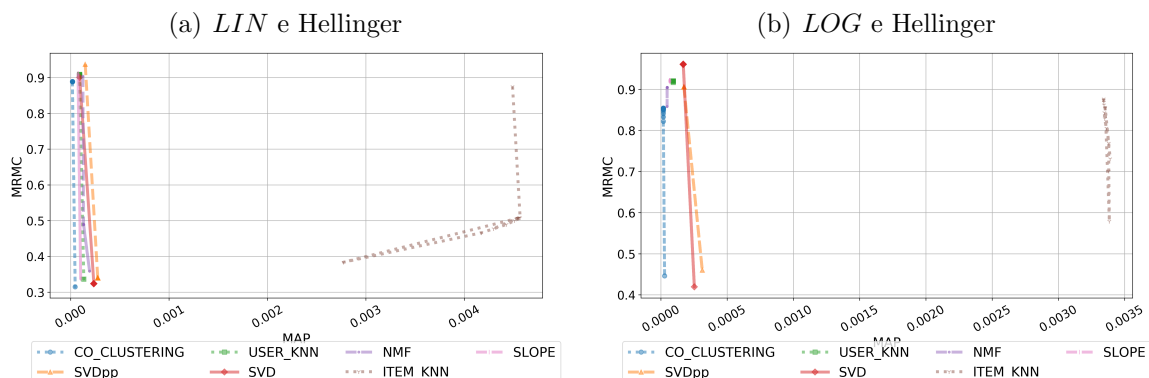 (a) LIN e Hellinger
MRMC
0.9
0.8
0.7
0.6
0.5
0.4
0.3
0.000
0.001
0.002
0.003
0.004
MAP
CO_CLUSTERING
USER_KNN
NMF
SLOPE
SVDpp
SVD
ITEM_KNN
(b) LOG e Hellinger
MRMC
0.9
0.8
0.7
0.6
0.5
0.4
0.0000
0.0005
0.0010
0.0015
0.0020
0.0025
0.0030
0.0035
MAP
CO_CLUSTERING
USER_KNN
NMF
SLOPE
SVDpp
SVD
ITEM_KNN